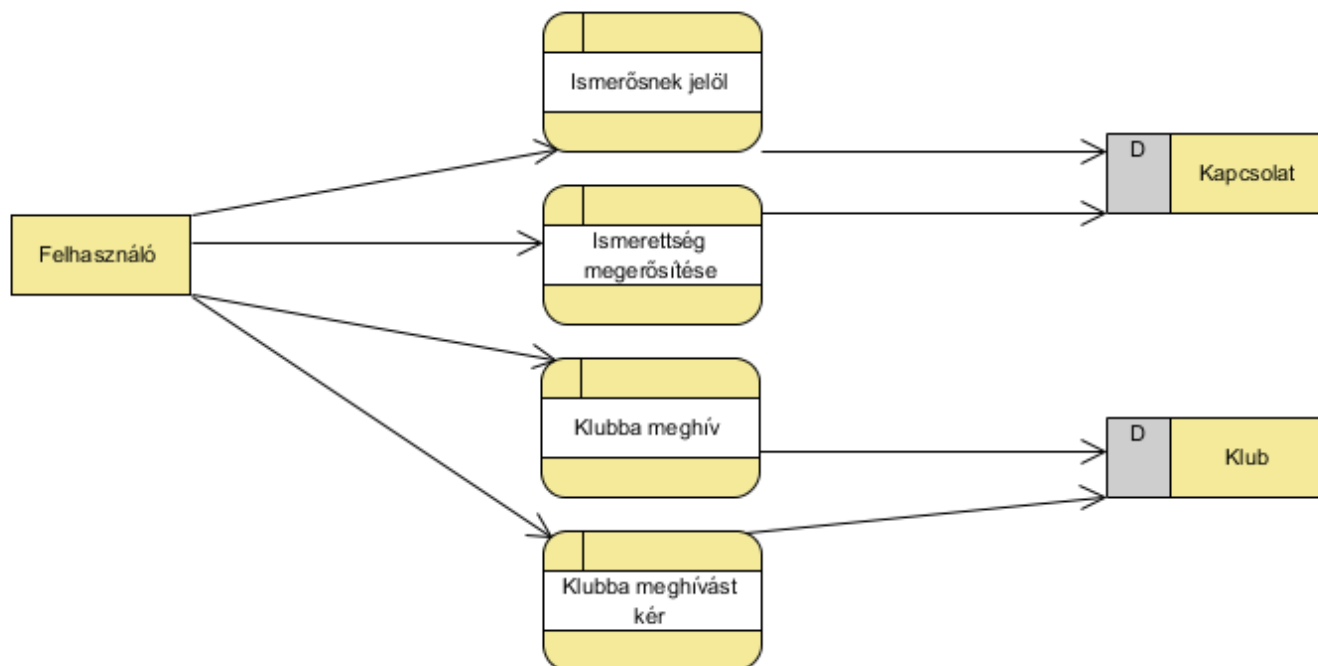 Ismerősnek jelöl
D
Kapcsolat
Felhasználó
Ismerettség
megerősítése
Klubba meghív
D
Klub
Klubba meghívást
kér